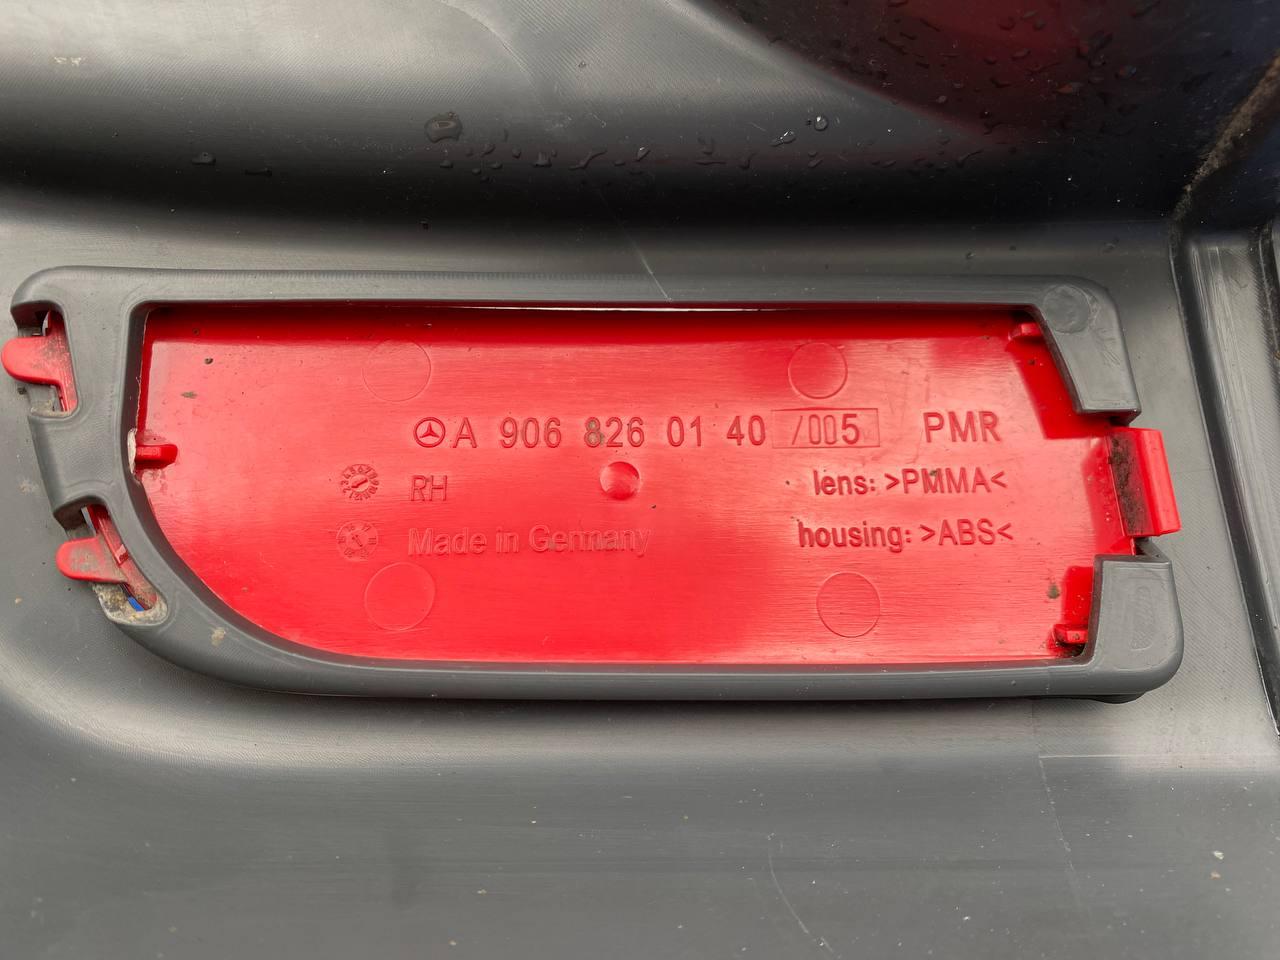 A 906 826 01 40 /005 PMR
RH
lens: >PMMA<
Made in Germany
housing: >ABS<